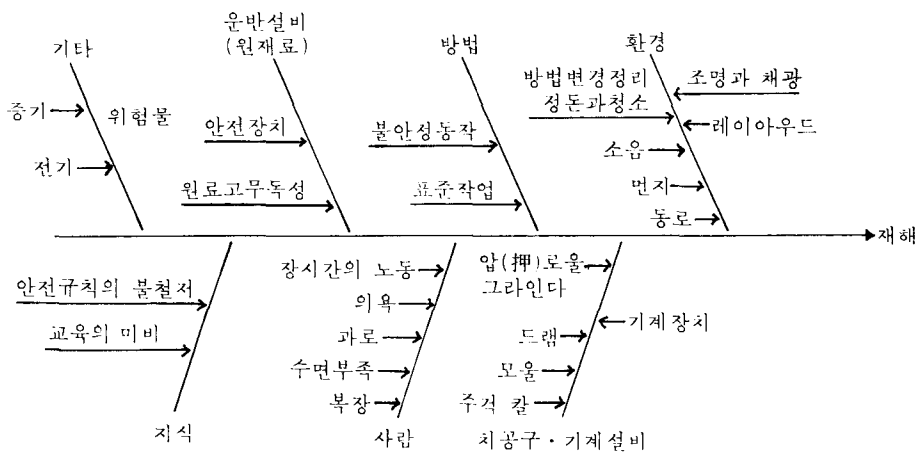 기타
운반설비
(원재료)
방법
환경
증기
위험물
전기
안전장치
원료고무독성
불안정동작
표준작업
방법변경정리
정돈과청소
조명과 채광
레이아우드
소음
먼지
통로
재해
안전규칙의 불철저
교육의 미비
지식
장시간의 노동
의욕
과로
수면부족
복장
사람
압(押)로울
그라인다
기계장치
드램
모울
주걱 칼
치공구·기계설비